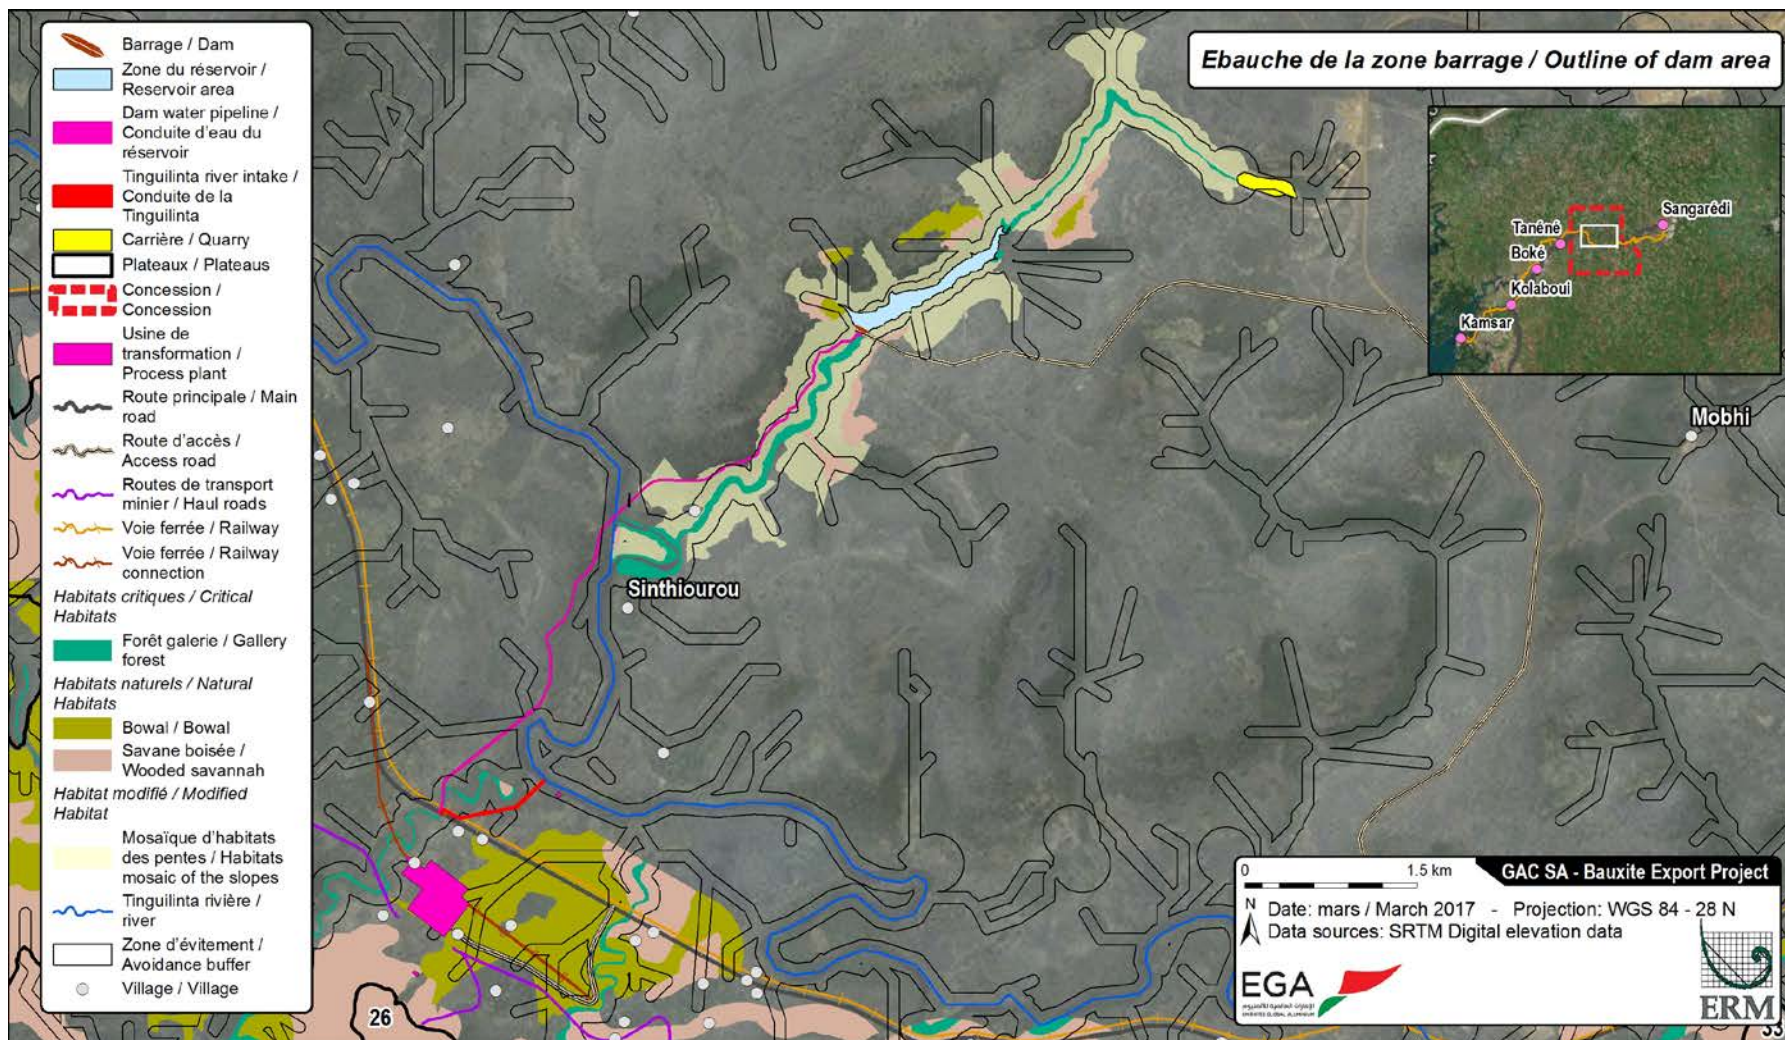 Barrage / Dam
Zone du réservoir /
Reservoir area
Dam water pipeline /
Conduite d'eau du
réservoir
Tinguilinta river intake /
Conduite de la
Tinguilinta
Carrière / Quarry
Plateaux / Plateaus
Concession /
Concession
Usine de
transformation /
Process plant
Route principale / Main
road
Route d'accès /
Access road
Routes de transport
minier / Haul roads
Voie ferrée / Railway
Voie ferrée / Railway
connection
Habitats critiques / Critical
Habitats
Forêt galerie / Gallery
forest
Habitats naturels / Natural
Habitats
Bowal / Bowal
Savane boisée /
Wooded savannah
Habitat modifié / Modified
Habitat
Mosaïque d'habitats
des pentes / Habitats
mosaic of the slopes
Tinguilinta rivière /
river
Zone d'évitement /
Avoidance buffer
Village / Village
Ebauche de la zone barrage / Outline of dam area
Sangarédi
Tanéné
Boké
Kolaboui
Kamsar
Mobhi
Sinthiourou
26
33
0 1.5 km
GAC SA - Bauxite Export Project
N
Date: mars / March 2017 - Projection: WGS 84 - 28 N
Data sources: SRTM Digital elevation data
EGA
EMIRATES GLOBAL ALUMINIUM
ERM